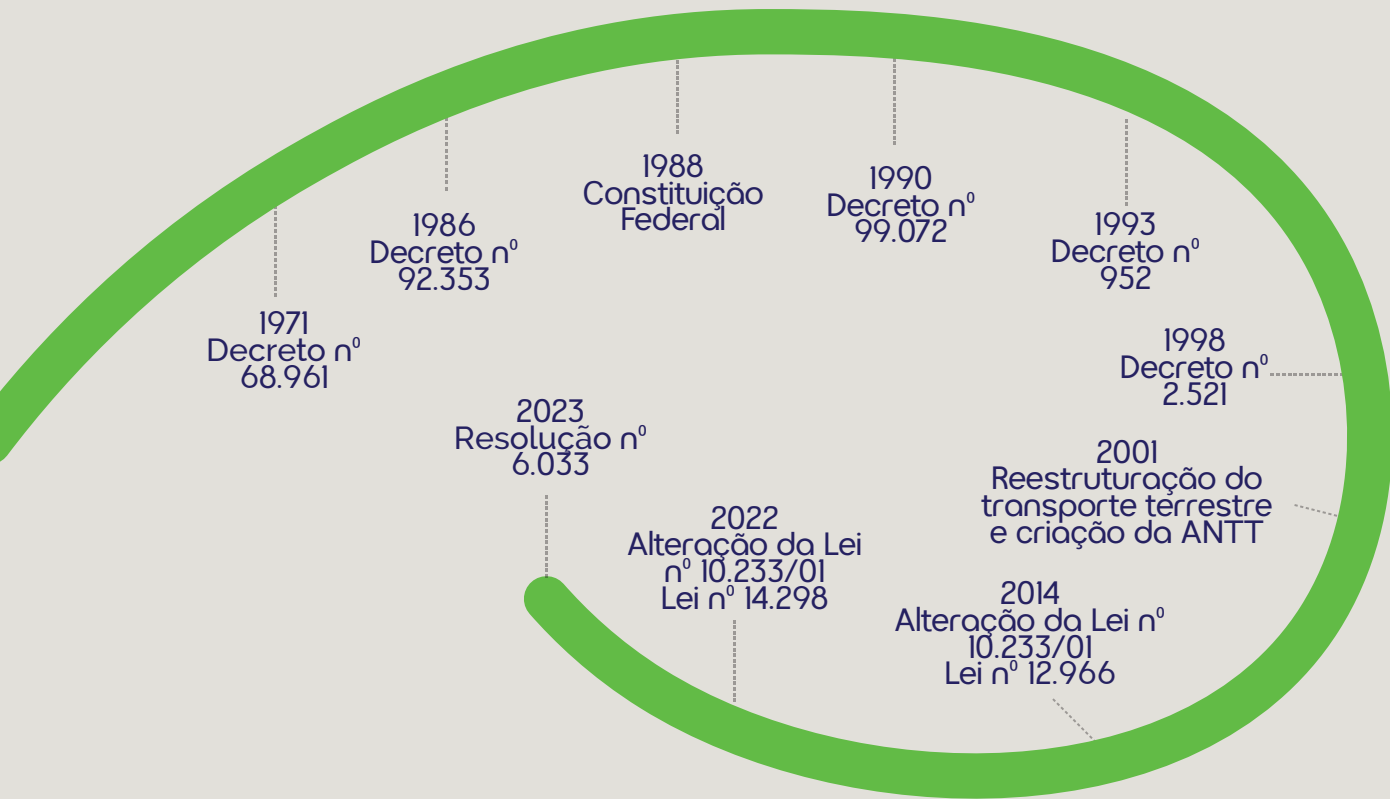 1971
Decreto nº
68.961
1986
Decreto nº
92.353
1988
Constituição
Federal
1990
Decreto nº
99.072
1993
Decreto nº
952
1998
Decreto nº
2.521
2001
Reestruturação do
transporte terrestre
e criação da ANTT
2014
Alteração da Lei nº
10.233/01
Lei nº 12.966
2022
Alteração da Lei
nº 10.233/01
Lei nº 14.298
2023
Resolução nº
6.033